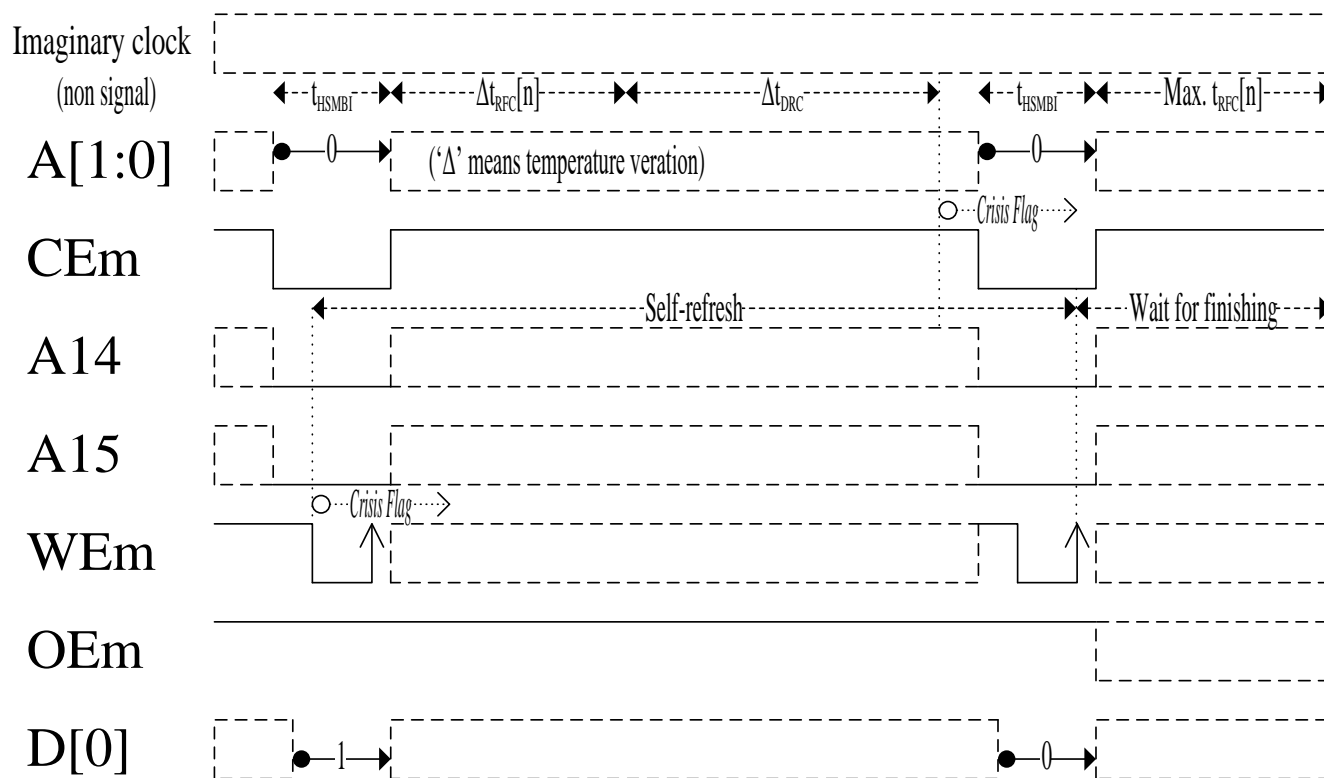 Imaginary clock
(non signal)
tHSMBI ΔtRFC[n] ΔtDRC tHSMBI Max. tRFC[n]
A[1:0] 0 (‘Δ’ means temperature veration) 0
Crisis Flag
CEm
Self-refresh Wait for finishing
A14
A15
Crisis Flag
WEm
OEm
D[0] 1 0